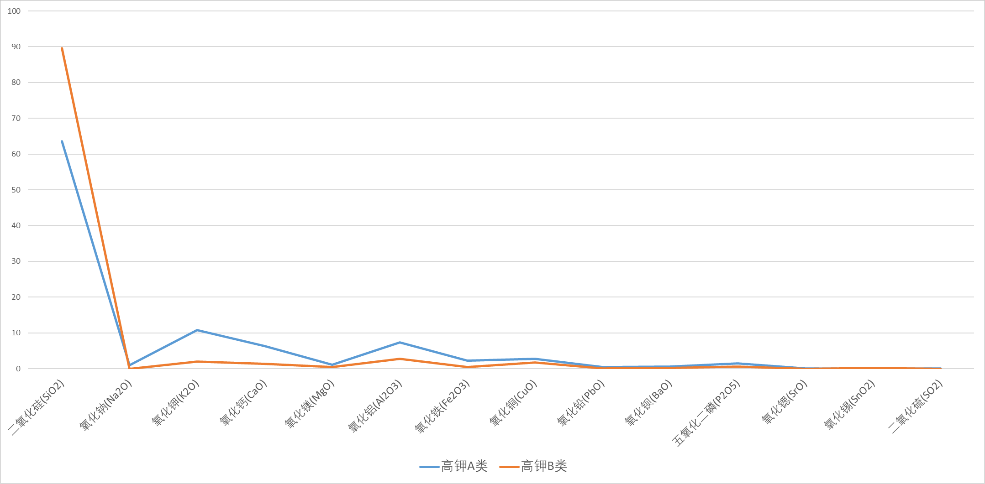 100
90
80
70
60
50
40
30
20
10
0
二氧化硅(SiO2)
氧化钠(Na2O)
氧化钾(K2O)
氧化钙(CaO)
氧化镁(MgO)
氧化铝(Al2O3)
氧化铁(Fe2O3)
氧化铜(CuO)
氧化铅(PbO)
氧化钡(BaO)
五氧化二磷(P2O5)
氧化锶(SrO)
氧化锡(SnO2)
二氧化硫(SO2)
高钾A类 高钾B类